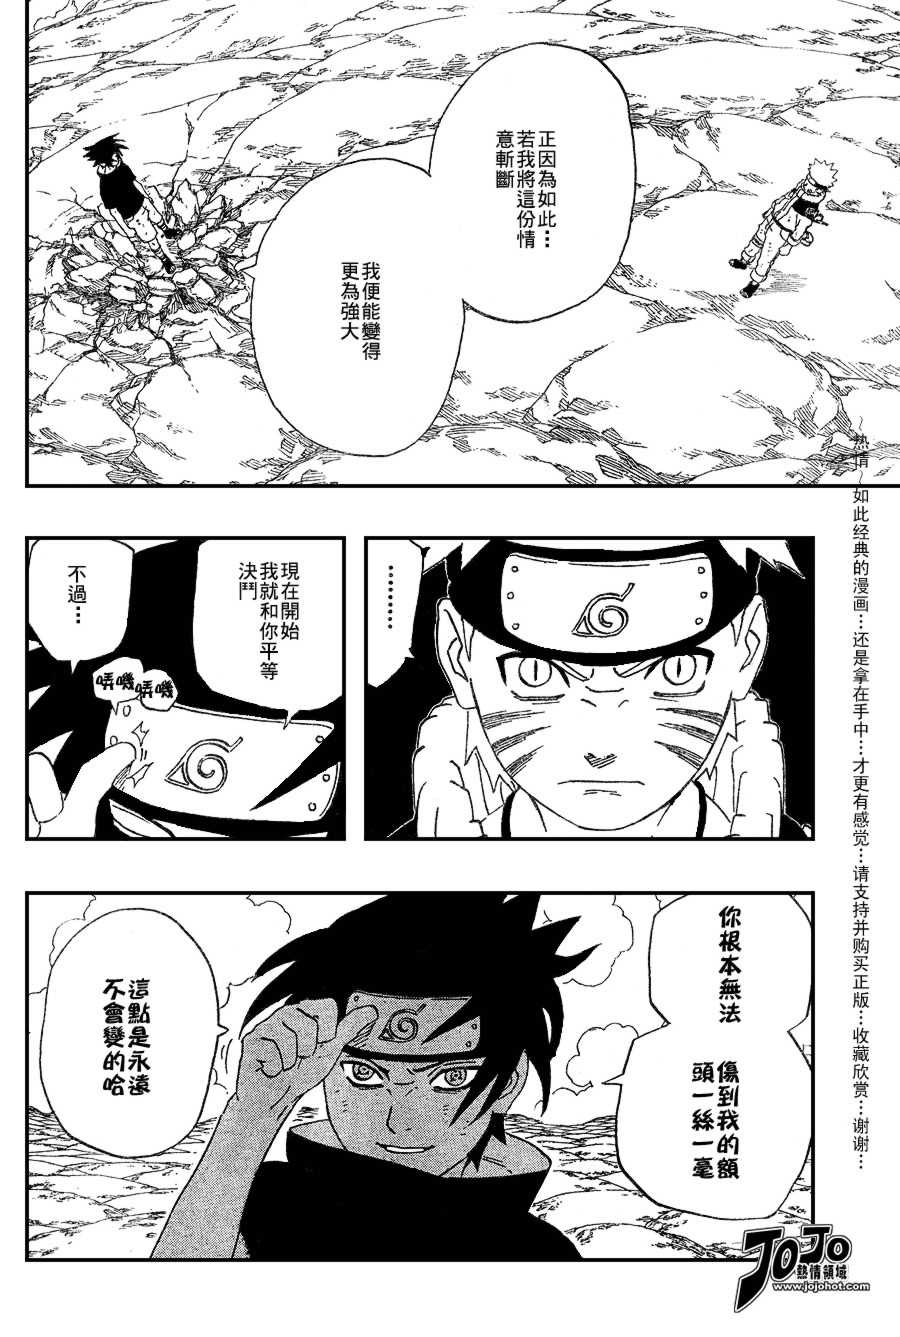 正因為如此…
若我將這份情
意斬斷
我便能變得
更為強大
………
現在開始
我就和你平等
決鬥
不過…
哢嘰哢嘰
你根本無法
傷到我的額
頭一絲一毫
這點是永遠
不會變的哈
热情…如此经典的漫画…还是拿在手中…才更有感觉…请支持并购买正版…收藏欣赏…谢谢…
JOJO
熱情領域
www.jojohot.com